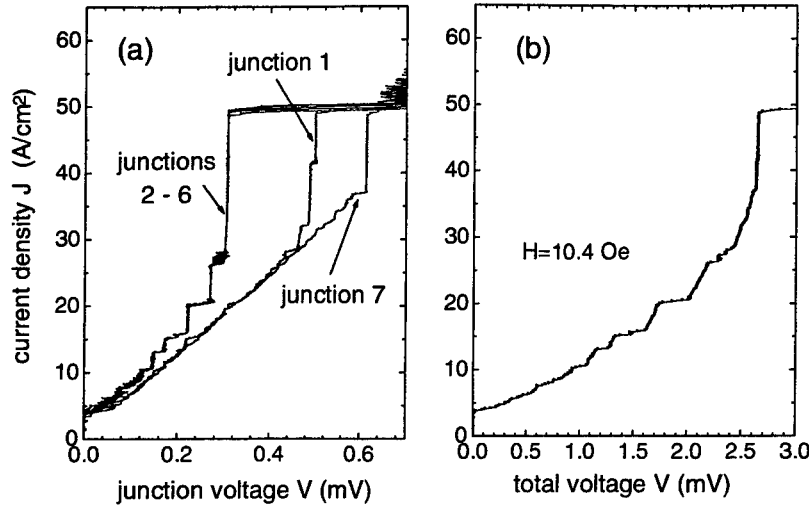 (a)
junction 1
junctions
2 - 6
junction 7
60
50
40
30
20
10
0
0.0 0.2 0.4 0.6
current density J (A/cm²)
junction voltage V (mV)
(b)
H=10.4 Oe
60
50
40
30
20
10
0
0.0 0.5 1.0 1.5 2.0 2.5 3.0
total voltage V (mV)